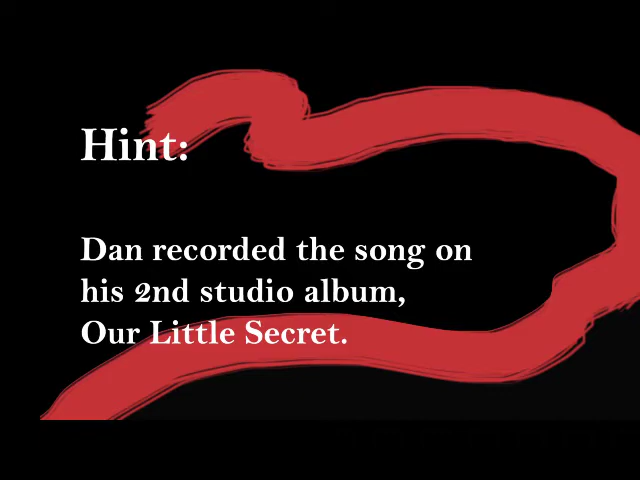 Hint:
Dan recorded the song on
his 2nd studio album,
Our Little Secret.